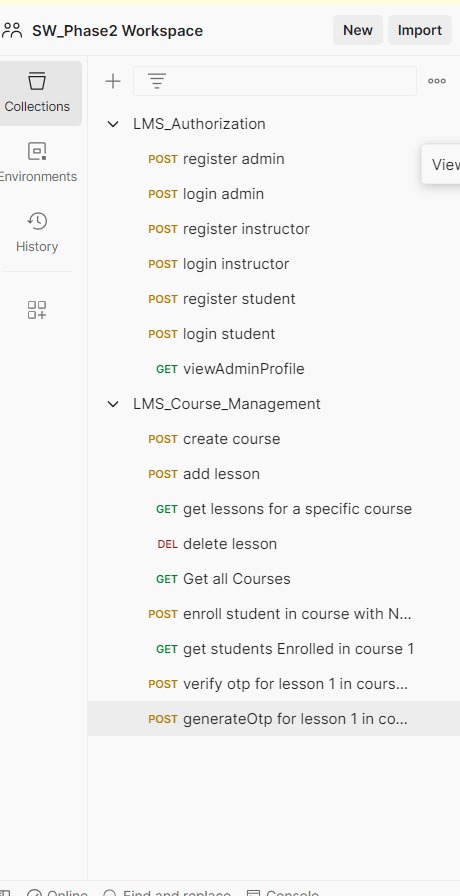 SW_Phase2 Workspace
New
Import
Collections
Environments
History
LMS_Authorization
POST register admin
View
POST login admin
POST register instructor
POST login instructor
POST register student
POST login student
GET viewAdminProfile
LMS_Course_Management
POST create course
POST add lesson
GET get lessons for a specific course
DEL delete lesson
GET Get all Courses
POST enroll student in course with N...
GET get students Enrolled in course 1
POST verify otp for lesson 1 in cours...
POST generateOtp for lesson 1 in co...
Online Find and replace Console